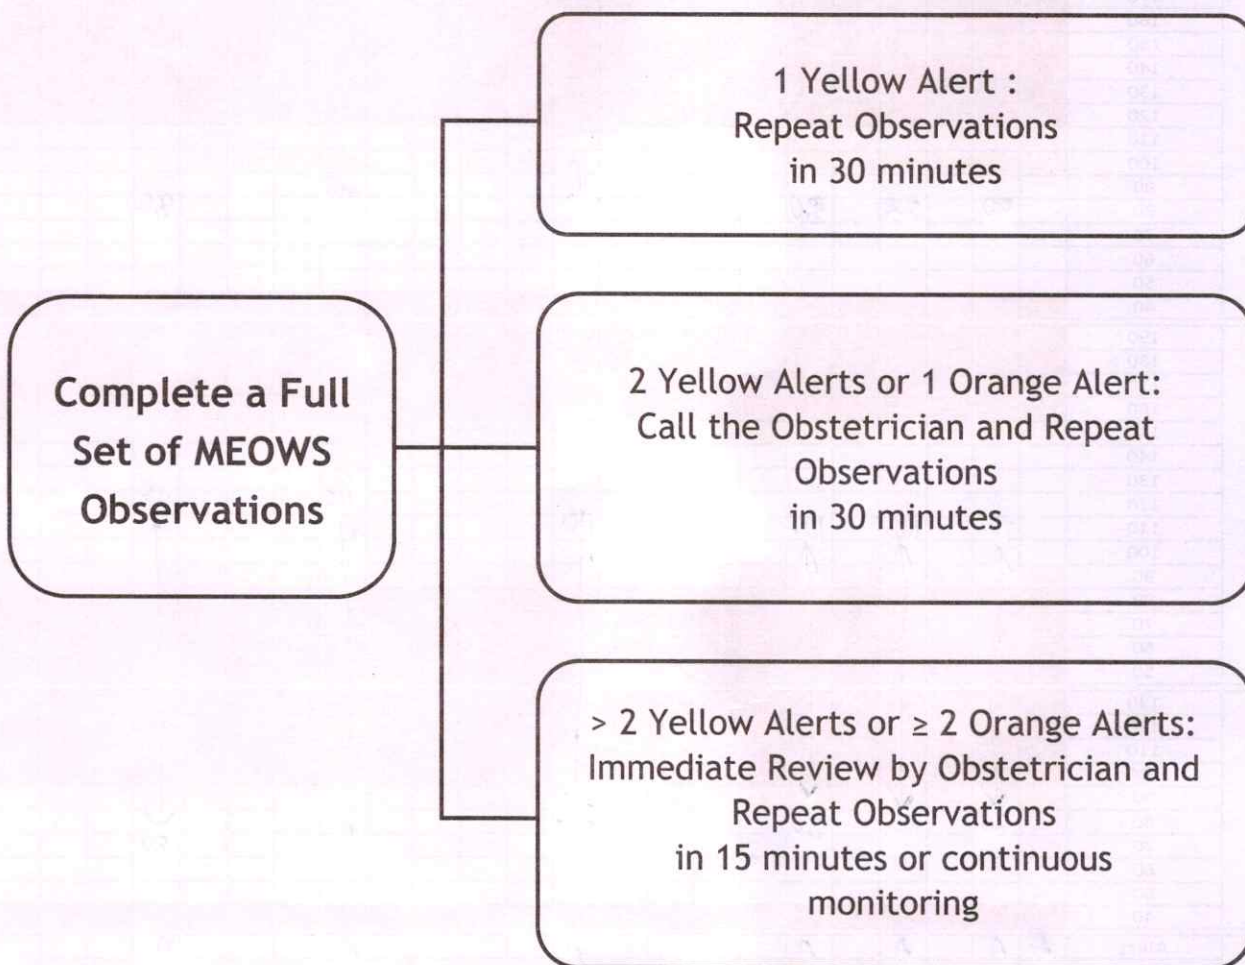 Complete a Full
Set of MEOWS
Observations
1 Yellow Alert :
Repeat Observations
in 30 minutes
2 Yellow Alerts or 1 Orange Alert:
Call the Obstetrician and Repeat
Observations
in 30 minutes
> 2 Yellow Alerts or ≥ 2 Orange Alerts:
Immediate Review by Obstetrician and
Repeat Observations
in 15 minutes or continuous
monitoring